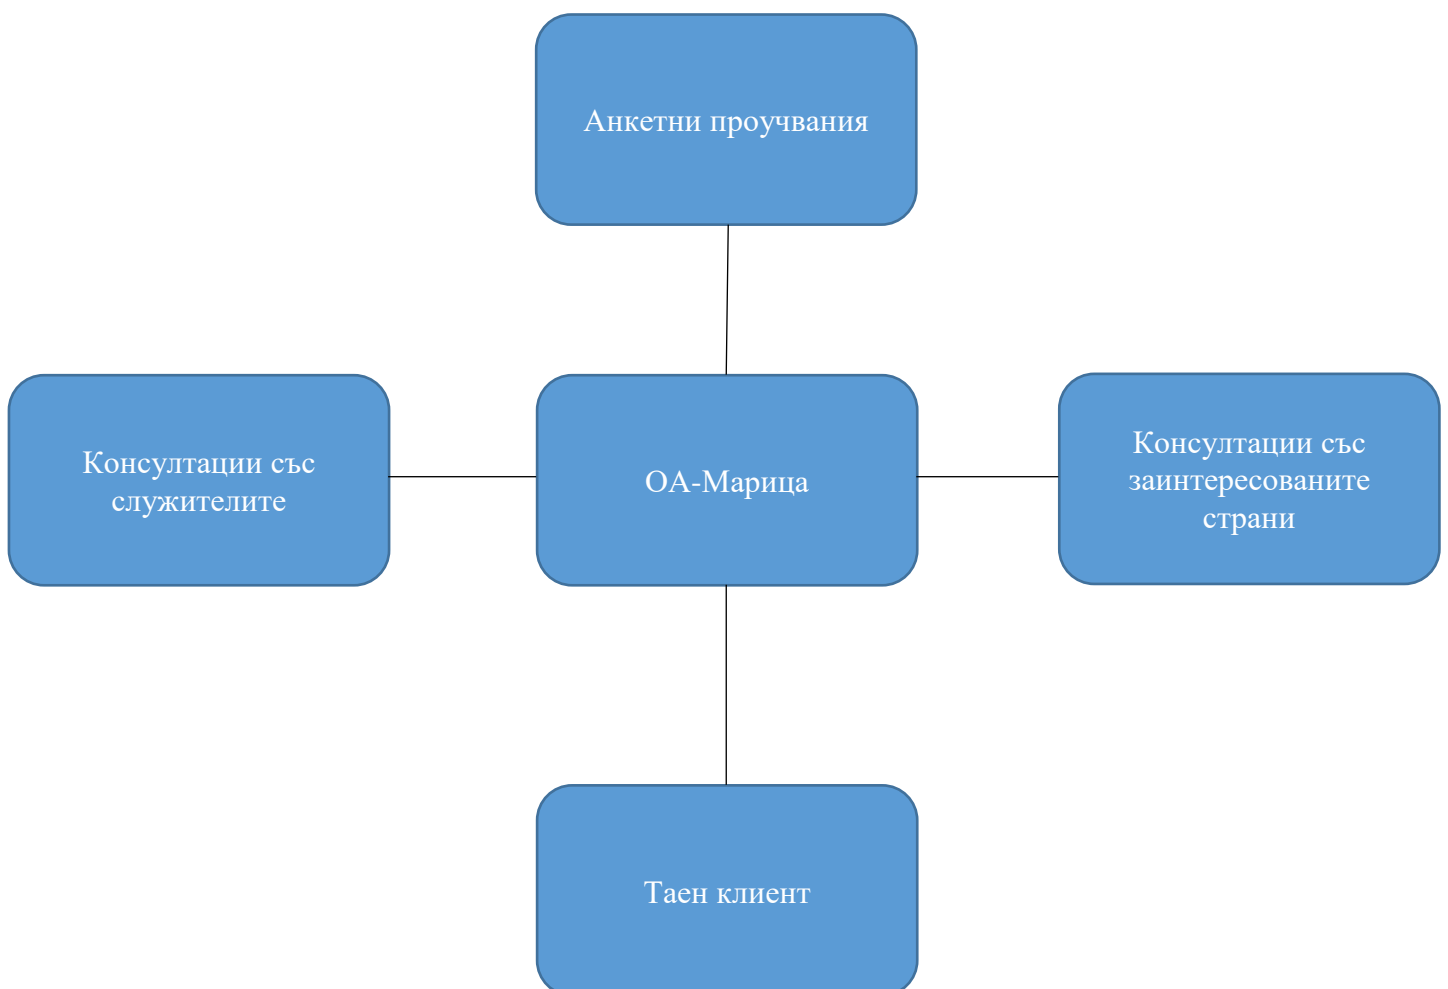 Анкетни проучвания
Консултации със
служителите
ОА-Марица
Консултации със
заинтересованите
страни
Таен клиент